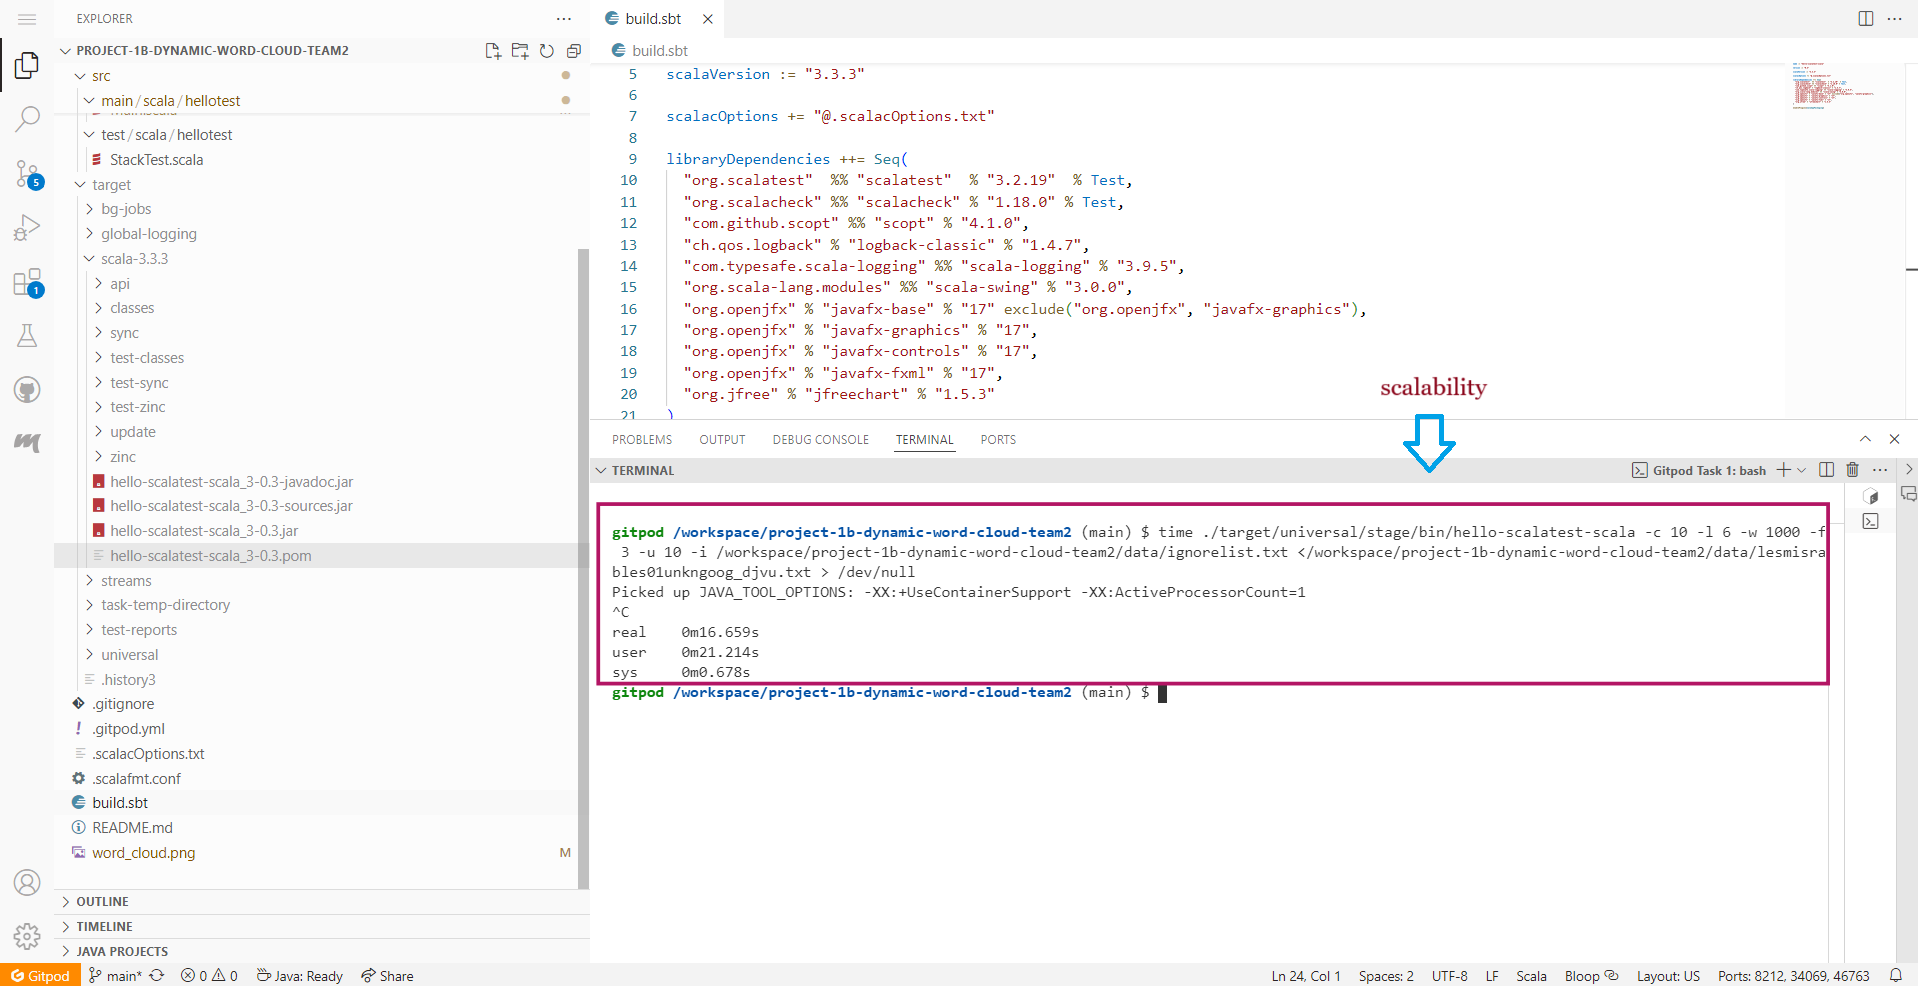 EXPLORER
PROJECT-1B-DYNAMIC-WORD-CLOUD-TEAM2
src
main/scala/hellotest
test/scala/hellotest
StackTest.scala
target
bg-jobs
global-logging
scala-3.3.3
api
classes
sync
test-classes
test-sync
test-zinc
update
zinc
hello-scalatest-scala_3-0.3-javadoc.jar
hello-scalatest-scala_3-0.3-sources.jar
hello-scalatest-scala_3-0.3.jar
hello-scalatest-scala_3-0.3.pom
streams
task-temp-directory
test-reports
universal
.history3
.gitignore
.gitpod.yml
.scalacOptions.txt
.scalafmt.conf
build.sbt
README.md
word_cloud.png M
OUTLINE
TIMELINE
JAVA PROJECTS
5
1
build.sbt
build.sbt
5 scalaVersion := "3.3.3"
6
7 scalacOptions += "@.scalacOptions.txt"
8
9 libraryDependencies ++= Seq(
10 "org.scalatest" %% "scalatest" % "3.2.19" % Test,
11 "org.scalacheck" %% "scalacheck" % "1.18.0" % Test,
12 "com.github.scopt" %% "scopt" % "4.1.0",
13 "ch.qos.logback" % "logback-classic" % "1.4.7",
14 "com.typesafe.scala-logging" %% "scala-logging" % "3.9.5",
15 "org.scala-lang.modules" %% "scala-swing" % "3.0.0",
16 "org.openjfx" % "javafx-base" % "17" exclude("org.openjfx", "javafx-graphics"),
17 "org.openjfx" % "javafx-graphics" % "17",
18 "org.openjfx" % "javafx-controls" % "17",
19 "org.openjfx" % "javafx-fxml" % "17",
20 "org.jfree" % "jfreechart" % "1.5.3"
21 )
scalability
PROBLEMS OUTPUT DEBUG CONSOLE TERMINAL PORTS
TERMINAL
Gitpod Task 1: bash
gitpod /workspace/project-1b-dynamic-word-cloud-team2 (main) $ time ./target/universal/stage/bin/hello-scalatest-scala -c 10 -l 6 -w 1000 -f
3 -u 10 -i /workspace/project-1b-dynamic-word-cloud-team2/data/ignorelist.txt </workspace/project-1b-dynamic-word-cloud-team2/data/lesmisra
bles01unkngoog_djvu.txt > /dev/null
Picked up JAVA_TOOL_OPTIONS: -XX:+UseContainerSupport -XX:ActiveProcessorCount=1
^C
real 0m16.659s
user 0m21.214s
sys 0m0.678s
gitpod /workspace/project-1b-dynamic-word-cloud-team2 (main) $
Gitpod main* 0 0 Java: Ready Share Ln 24, Col 1 Spaces: 2 UTF-8 LF Scala Bloop Layout: US Ports: 8212, 34069, 46763